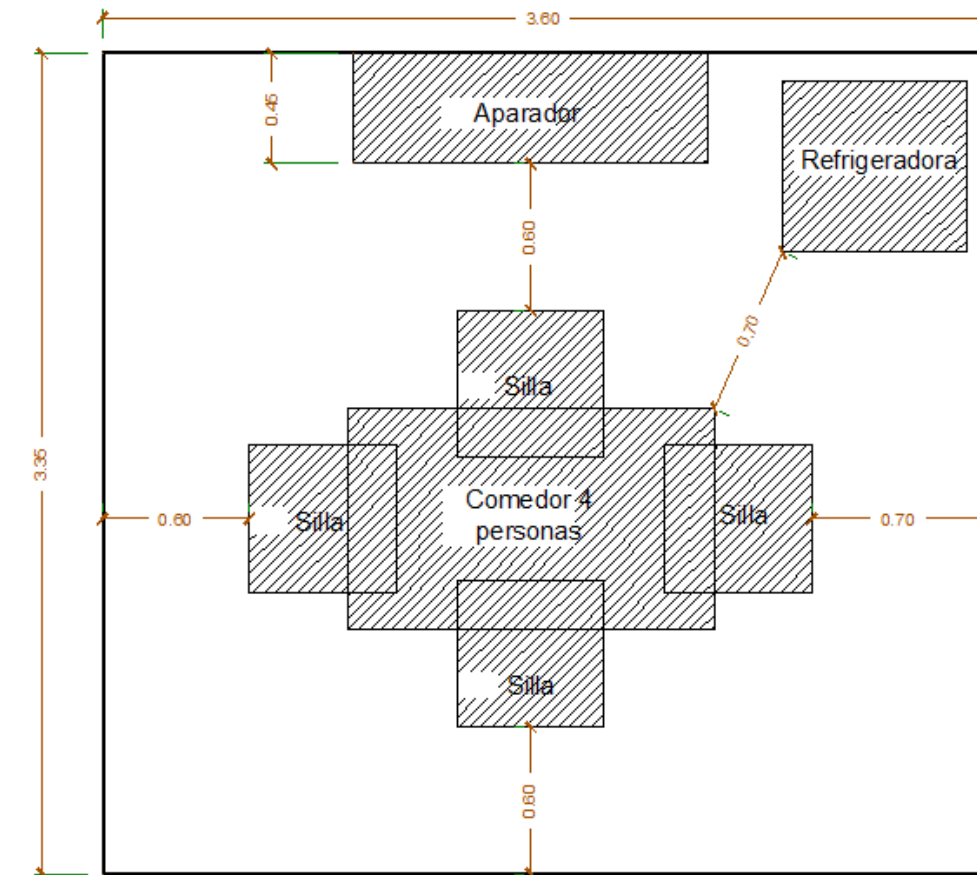 3.60
0.45
Aparador
Refrigeradora
0.60
0.70
Silla
3.35
Comedor 4
personas
0.60
Silla
Silla
0.70
Silla
0.60